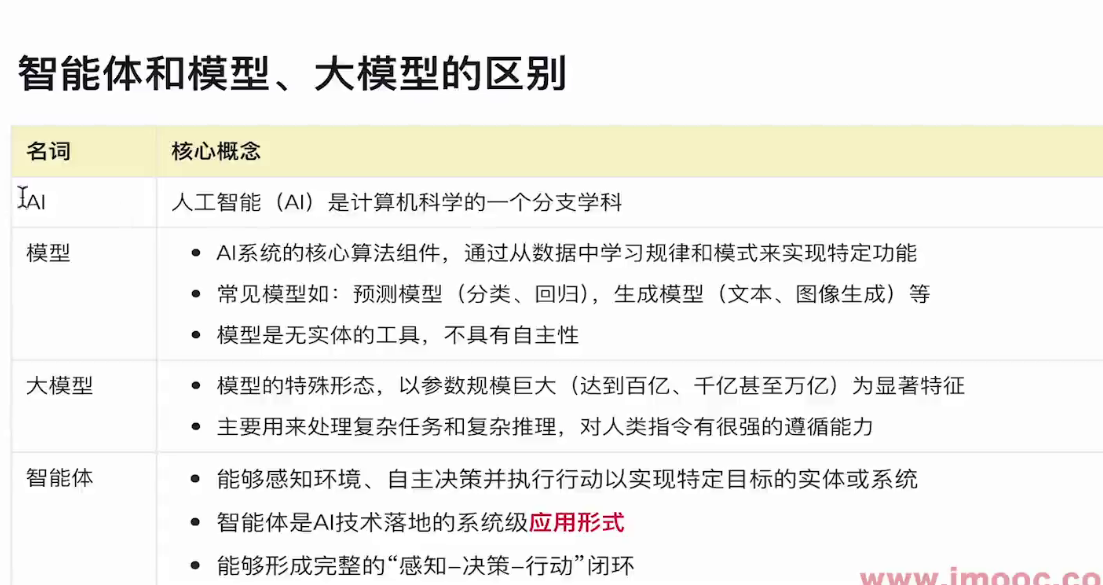 智能体和模型、大模型的区别
名词 核心概念
AI 人工智能（AI）是计算机科学的一个分支学科
模型 • AI系统的核心算法组件，通过从数据中学习规律和模式来实现特定功能
• 常见模型如：预测模型（分类、回归），生成模型（文本、图像生成）等
• 模型是无实体的工具，不具有自主性
大模型 • 模型的特殊形态，以参数规模巨大（达到百亿、千亿甚至万亿）为显著特征
• 主要用来处理复杂任务和复杂推理，对人类指令有很强的遵循能力
智能体 • 能够感知环境、自主决策并执行行动以实现特定目标的实体或系统
• 智能体是AI技术落地的系统级应用形式
• 能够形成完整的“感知–决策–行动”闭环
www.imooc.co